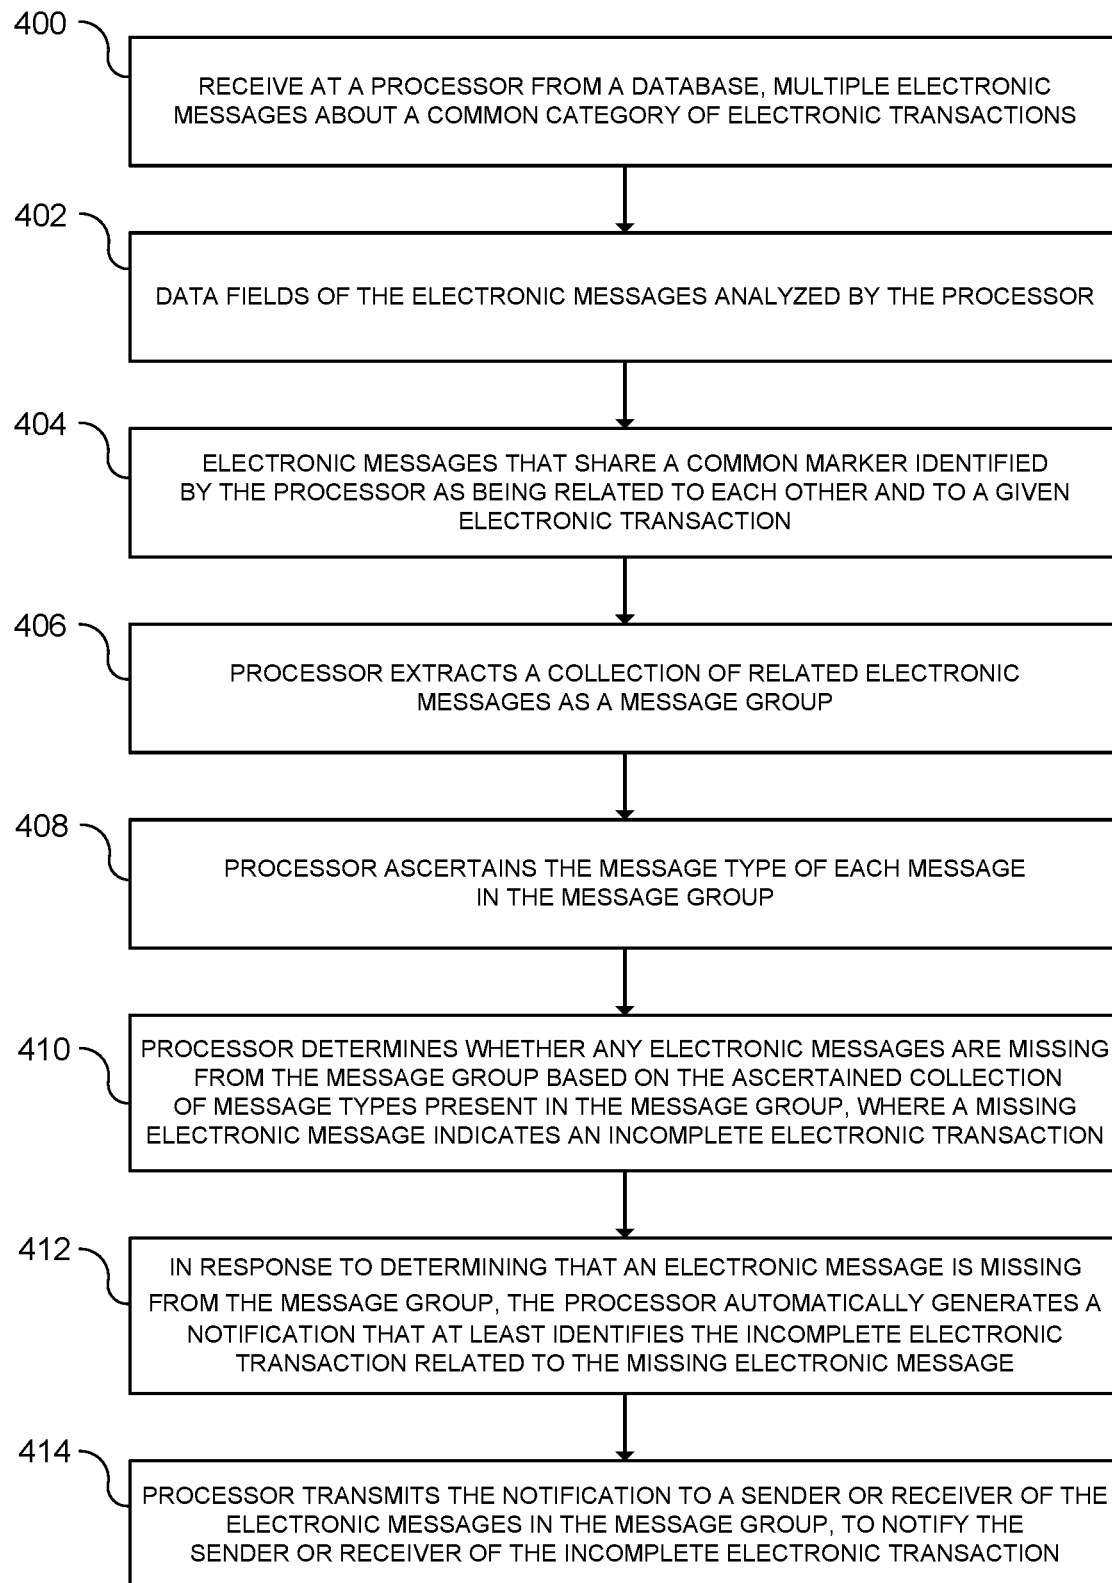 400
RECEIVE AT A PROCESSOR FROM A DATABASE, MULTIPLE ELECTRONIC
MESSAGES ABOUT A COMMON CATEGORY OF ELECTRONIC TRANSACTIONS
402
DATA FIELDS OF THE ELECTRONIC MESSAGES ANALYZED BY THE PROCESSOR
404
ELECTRONIC MESSAGES THAT SHARE A COMMON MARKER IDENTIFIED
BY THE PROCESSOR AS BEING RELATED TO EACH OTHER AND TO A GIVEN
ELECTRONIC TRANSACTION
406
PROCESSOR EXTRACTS A COLLECTION OF RELATED ELECTRONIC
MESSAGES AS A MESSAGE GROUP
408
PROCESSOR ASCERTAINS THE MESSAGE TYPE OF EACH MESSAGE
IN THE MESSAGE GROUP
410
PROCESSOR DETERMINES WHETHER ANY ELECTRONIC MESSAGES ARE MISSING
FROM THE MESSAGE GROUP BASED ON THE ASCERTAINED COLLECTION
OF MESSAGE TYPES PRESENT IN THE MESSAGE GROUP, WHERE A MISSING
ELECTRONIC MESSAGE INDICATES AN INCOMPLETE ELECTRONIC TRANSACTION
412
IN RESPONSE TO DETERMINING THAT AN ELECTRONIC MESSAGE IS MISSING
FROM THE MESSAGE GROUP, THE PROCESSOR AUTOMATICALLY GENERATES A
NOTIFICATION THAT AT LEAST IDENTIFIES THE INCOMPLETE ELECTRONIC
TRANSACTION RELATED TO THE MISSING ELECTRONIC MESSAGE
414
PROCESSOR TRANSMITS THE NOTIFICATION TO A SENDER OR RECEIVER OF THE
ELECTRONIC MESSAGES IN THE MESSAGE GROUP, TO NOTIFY THE
SENDER OR RECEIVER OF THE INCOMPLETE ELECTRONIC TRANSACTION